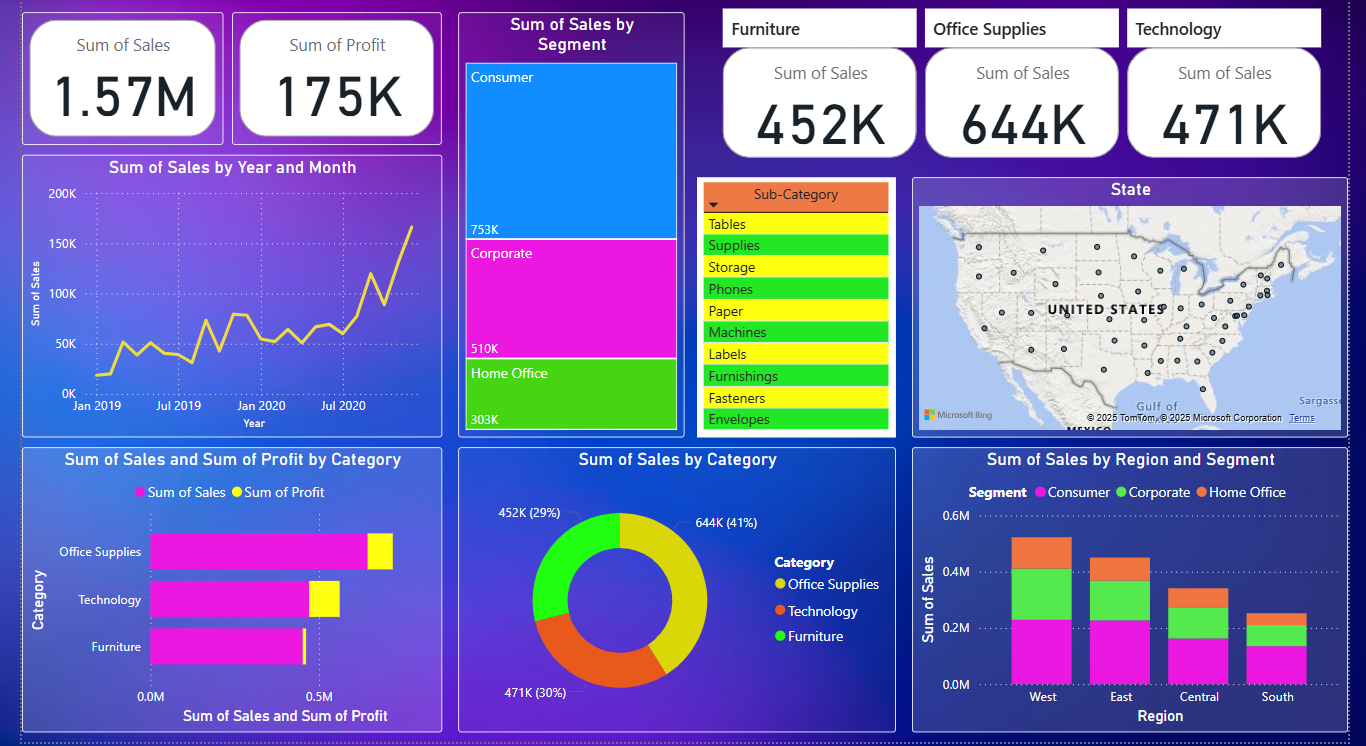 Sum of Sales
1.57M
Sum of Profit
175K
Sum of Sales by Year and Month
200K
150K
100K
50K
0K
Sum of Sales
Jan 2019
Jul 2019
Jan 2020
Jul 2020
Year
Sum of Sales by
Segment
Consumer
753K
Corporate
510K
Home Office
303K
Furniture
Sum of Sales
452K
Office Supplies
Sum of Sales
644K
Technology
Sum of Sales
471K
Sub-Category
Tables
Supplies
Storage
Phones
Paper
Machines
Labels
Furnishings
Fasteners
Envelopes
State
UNITED STATES
Gulf of
Sargass
MEXICO
Microsoft Bing
© 2025 TomTom, © 2025 Microsoft Corporation Terms
Sum of Sales and Sum of Profit by Category
Sum of Sales
Sum of Profit
Category
Office Supplies
Technology
Furniture
0.0M
0.5M
Sum of Sales and Sum of Profit
Sum of Sales by Category
452K (29%)
644K (41%)
471K (30%)
Category
Office Supplies
Technology
Furniture
Sum of Sales by Region and Segment
Segment
Consumer
Corporate
Home Office
0.6M
0.4M
0.2M
0.0M
Sum of Sales
West
East
Central
South
Region